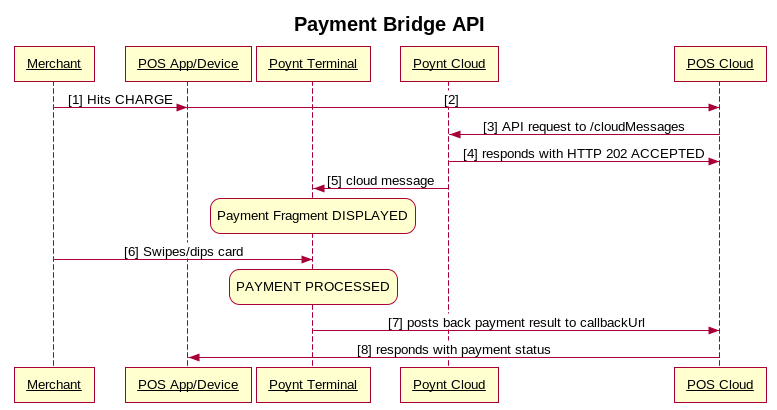 Payment Bridge API
Merchant
POS App/Device
Poynt Terminal
Poynt Cloud
POS Cloud
[1] Hits CHARGE
[2]
[3] API request to /cloudMessages
[4] responds with HTTP 202 ACCEPTED
[5] cloud message
Payment Fragment DISPLAYED
[6] Swipes/dips card
PAYMENT PROCESSED
[7] posts back payment result to callbackUrl
[8] responds with payment status
Merchant
POS App/Device
Poynt Terminal
Poynt Cloud
POS Cloud